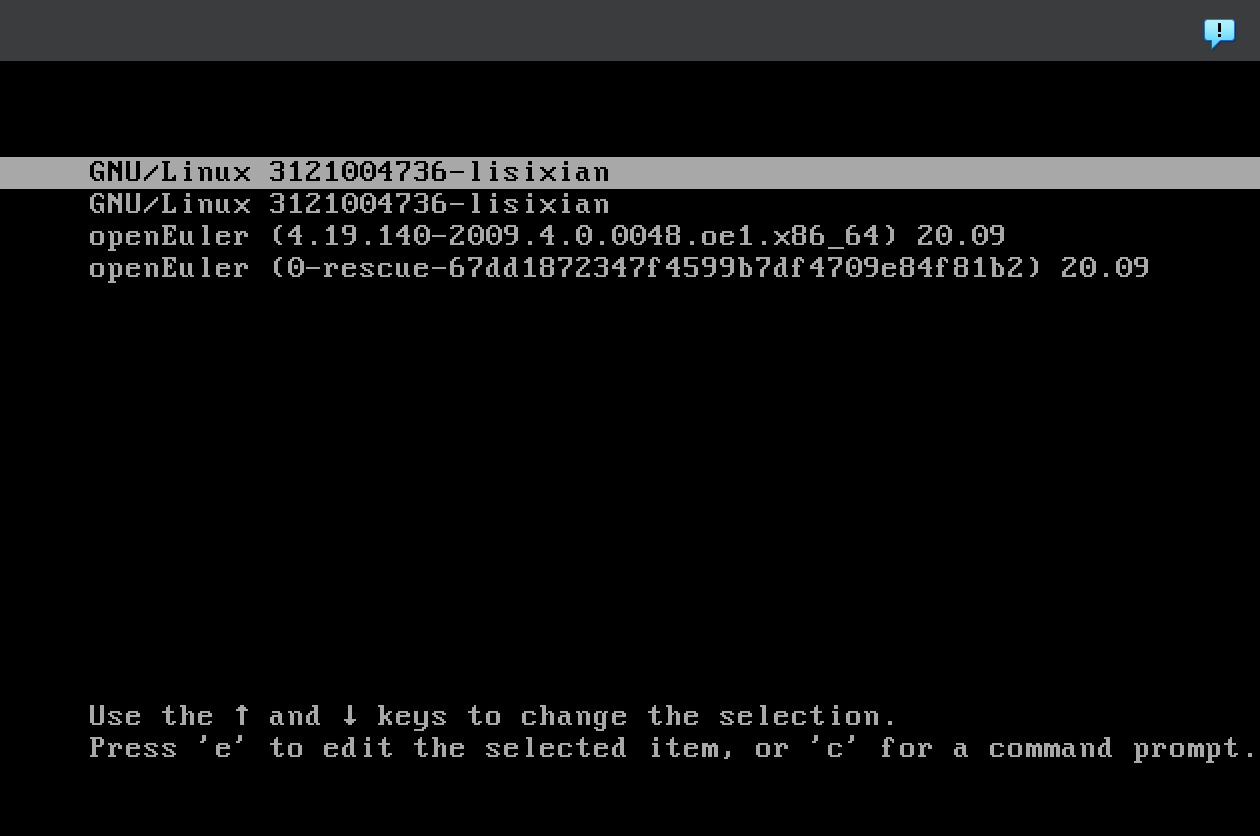 GNU/Linux 3121004736-lisixian
GNU/Linux 3121004736-lisixian
openEuler (4.19.140-2009.4.0.0048.oe1.x86_64) 20.09
openEuler (0-rescue-67dd1872347f4599b7df4709e84f81b2) 20.09
Use the ↑ and ↓ keys to change the selection.
Press 'e' to edit the selected item, or 'c' for a command prompt.